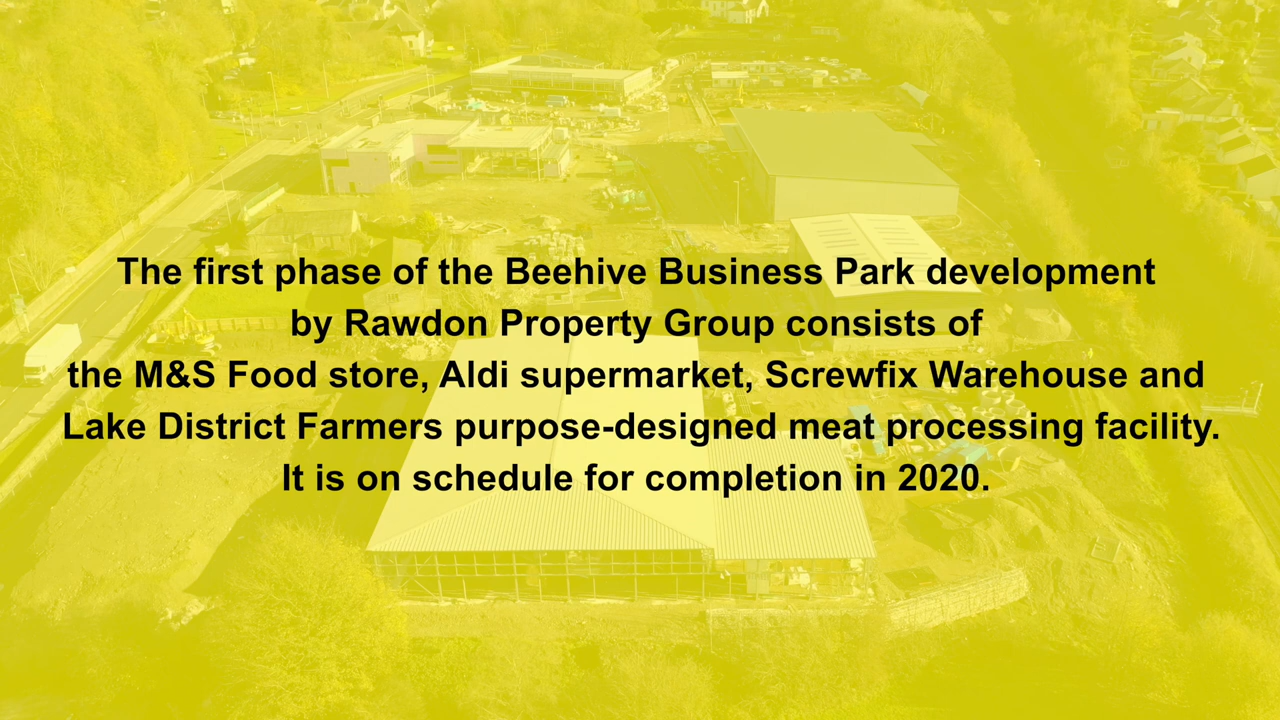 The first phase of the Beehive Business Park development
by Rawdon Property Group consists of
the M&S Food store, Aldi supermarket, Screwfix Warehouse and
Lake District Farmers purpose-designed meat processing facility.
It is on schedule for completion in 2020.